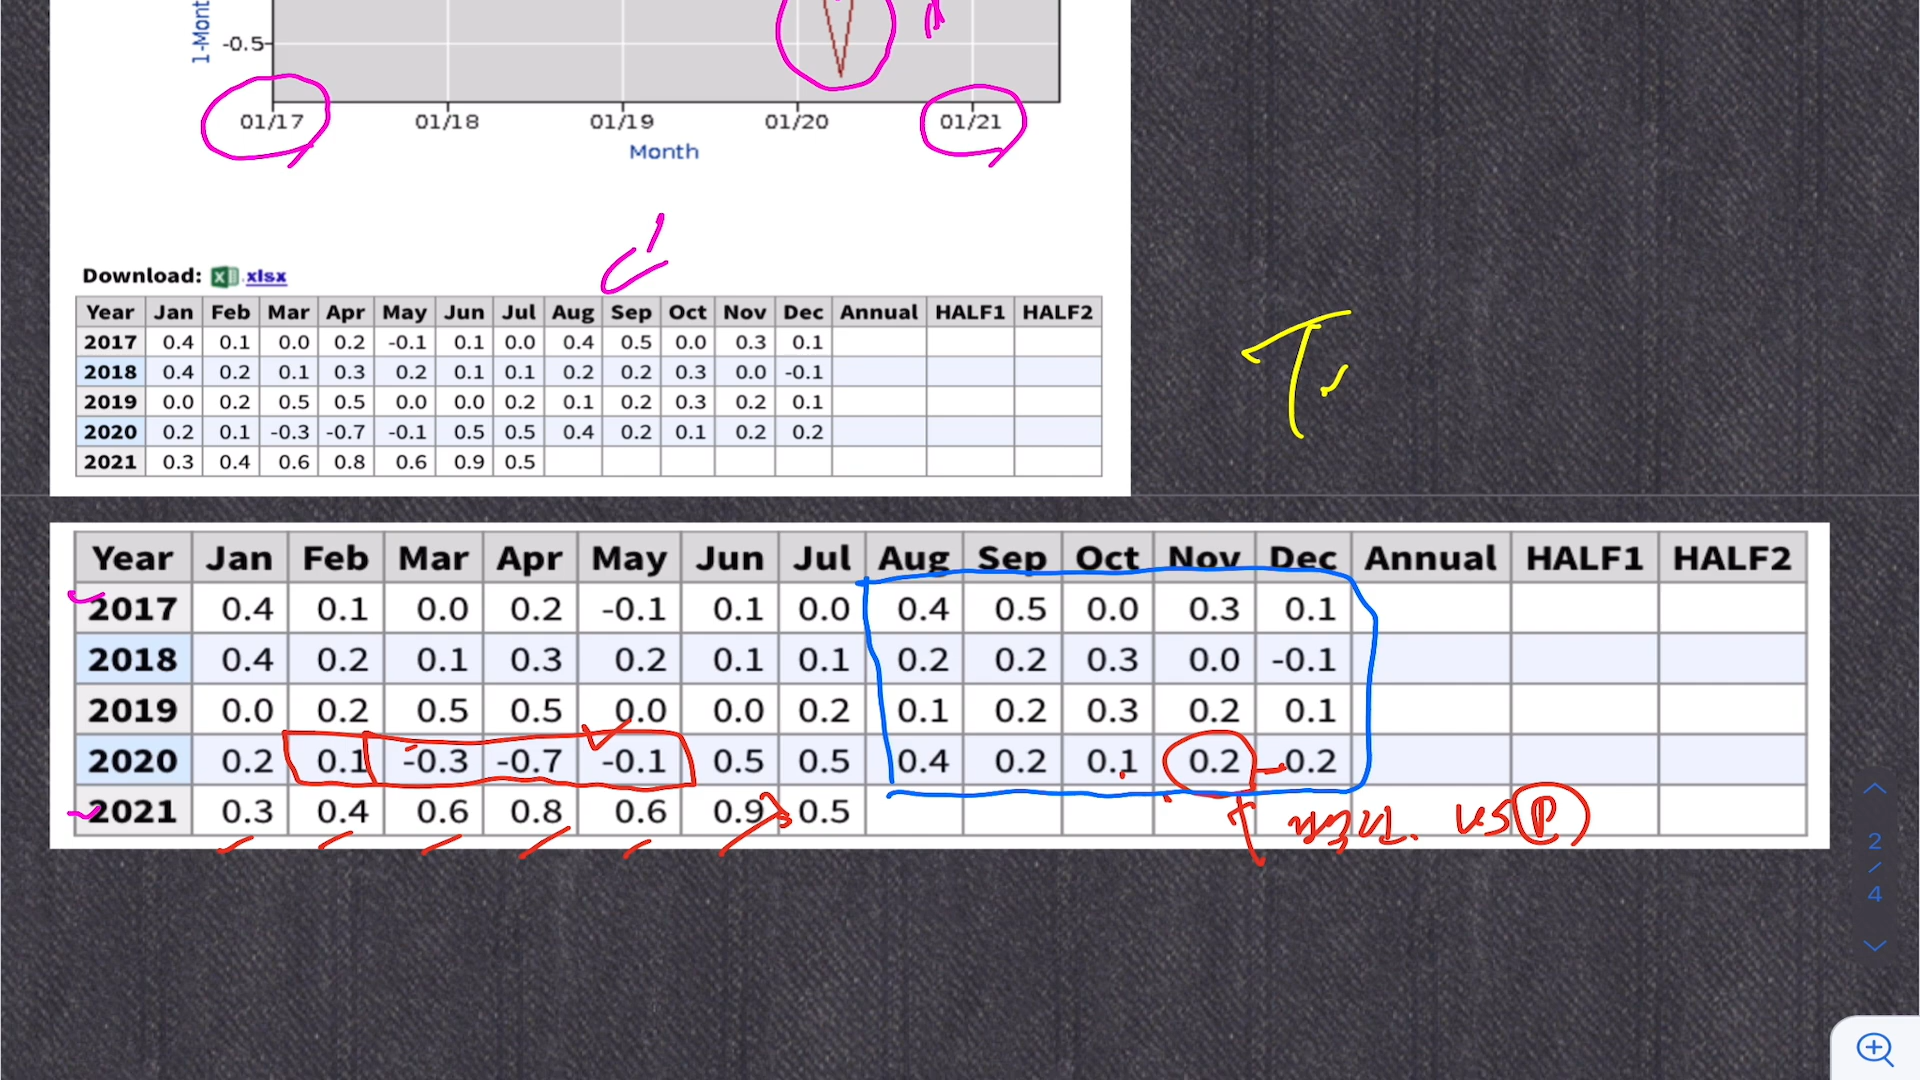 1-Mont
-0.5
01/17 01/18 01/19 01/20 01/21
Month
Download: xlsx
Year Jan Feb Mar Apr May Jun Jul Aug Sep Oct Nov Dec Annual HALF1 HALF2
2017 0.4 0.1 0.0 0.2 -0.1 0.1 0.0 0.4 0.5 0.0 0.3 0.1
2018 0.4 0.2 0.1 0.3 0.2 0.1 0.1 0.2 0.2 0.3 0.0 -0.1
2019 0.0 0.2 0.5 0.5 0.0 0.0 0.2 0.1 0.2 0.3 0.2 0.1
2020 0.2 0.1 -0.3 -0.7 -0.1 0.5 0.5 0.4 0.2 0.1 0.2 0.2
2021 0.3 0.4 0.6 0.8 0.6 0.9 0.5
Year Jan Feb Mar Apr May Jun Jul Aug Sep Oct Nov Dec Annual HALF1 HALF2
2017 0.4 0.1 0.0 0.2 -0.1 0.1 0.0 0.4 0.5 0.0 0.3 0.1
2018 0.4 0.2 0.1 0.3 0.2 0.1 0.1 0.2 0.2 0.3 0.0 -0.1
2019 0.0 0.2 0.5 0.5 0.0 0.0 0.2 0.1 0.2 0.3 0.2 0.1
2020 0.2 0.1 -0.3 -0.7 -0.1 0.5 0.5 0.4 0.2 0.1 0.2 0.2
2021 0.3 0.4 0.6 0.8 0.6 0.9 0.5
vs P
2
/
4